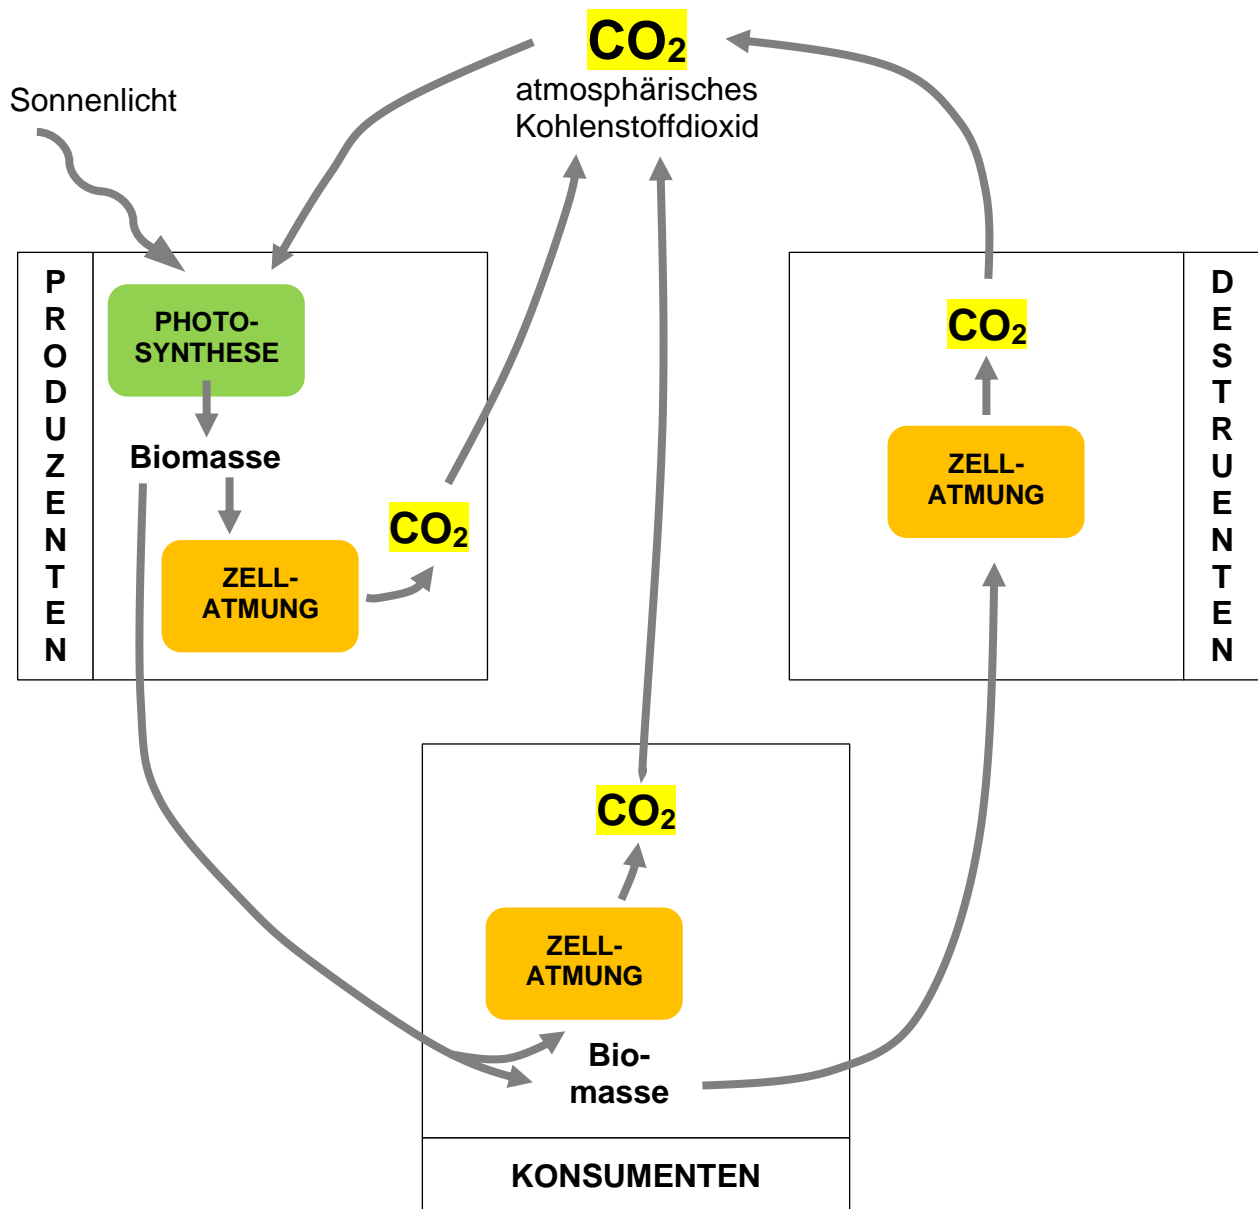 CO₂
atmosphärisches
Kohlenstoffdioxid
Sonnenlicht
PRODUZENTEN
PHOTO-
SYNTHESE
Biomasse
CO₂
ZELL-
ATMUNG
DESTRUENTEN
CO₂
ZELL-
ATMUNG
CO₂
ZELL-
ATMUNG
Bio-
masse
KONSUMENTEN